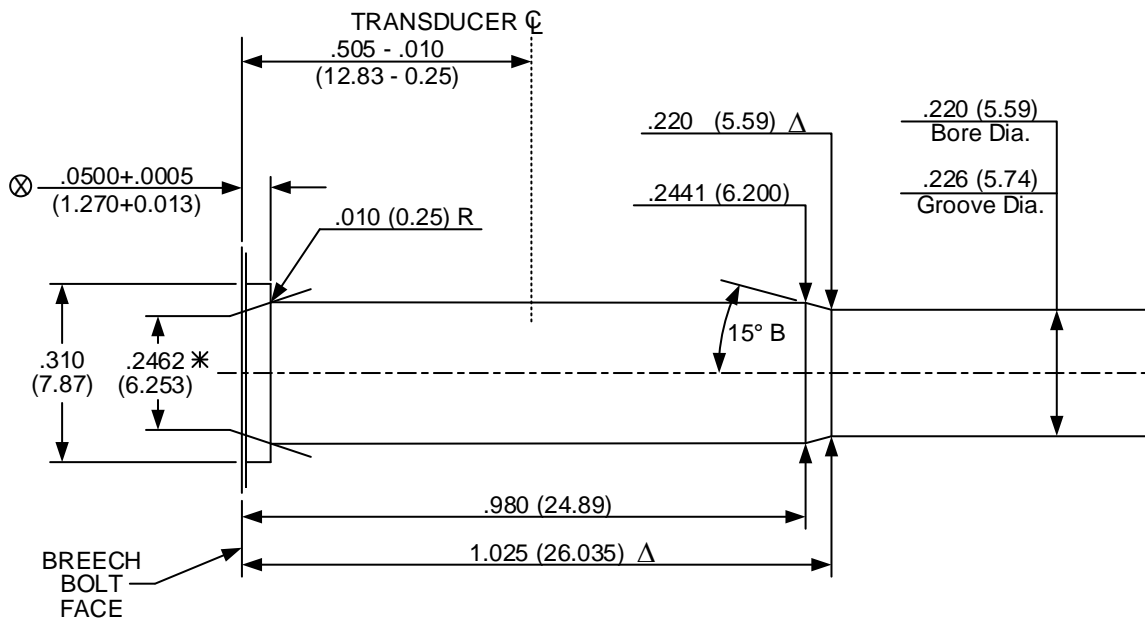 TRANSDUCER ℄
.505 - .010
(12.83 - 0.25)
.220 (5.59) Δ
.220 (5.59)
Bore Dia.
⊗ .0500+.0005
(1.270+0.013)
.2441 (6.200)
.226 (5.74)
Groove Dia.
.010 (0.25) R
15° B
.310
(7.87)
.2462 ✳
(6.253)
.980 (24.89)
1.025 (26.035) Δ
BREECH
BOLT
FACE